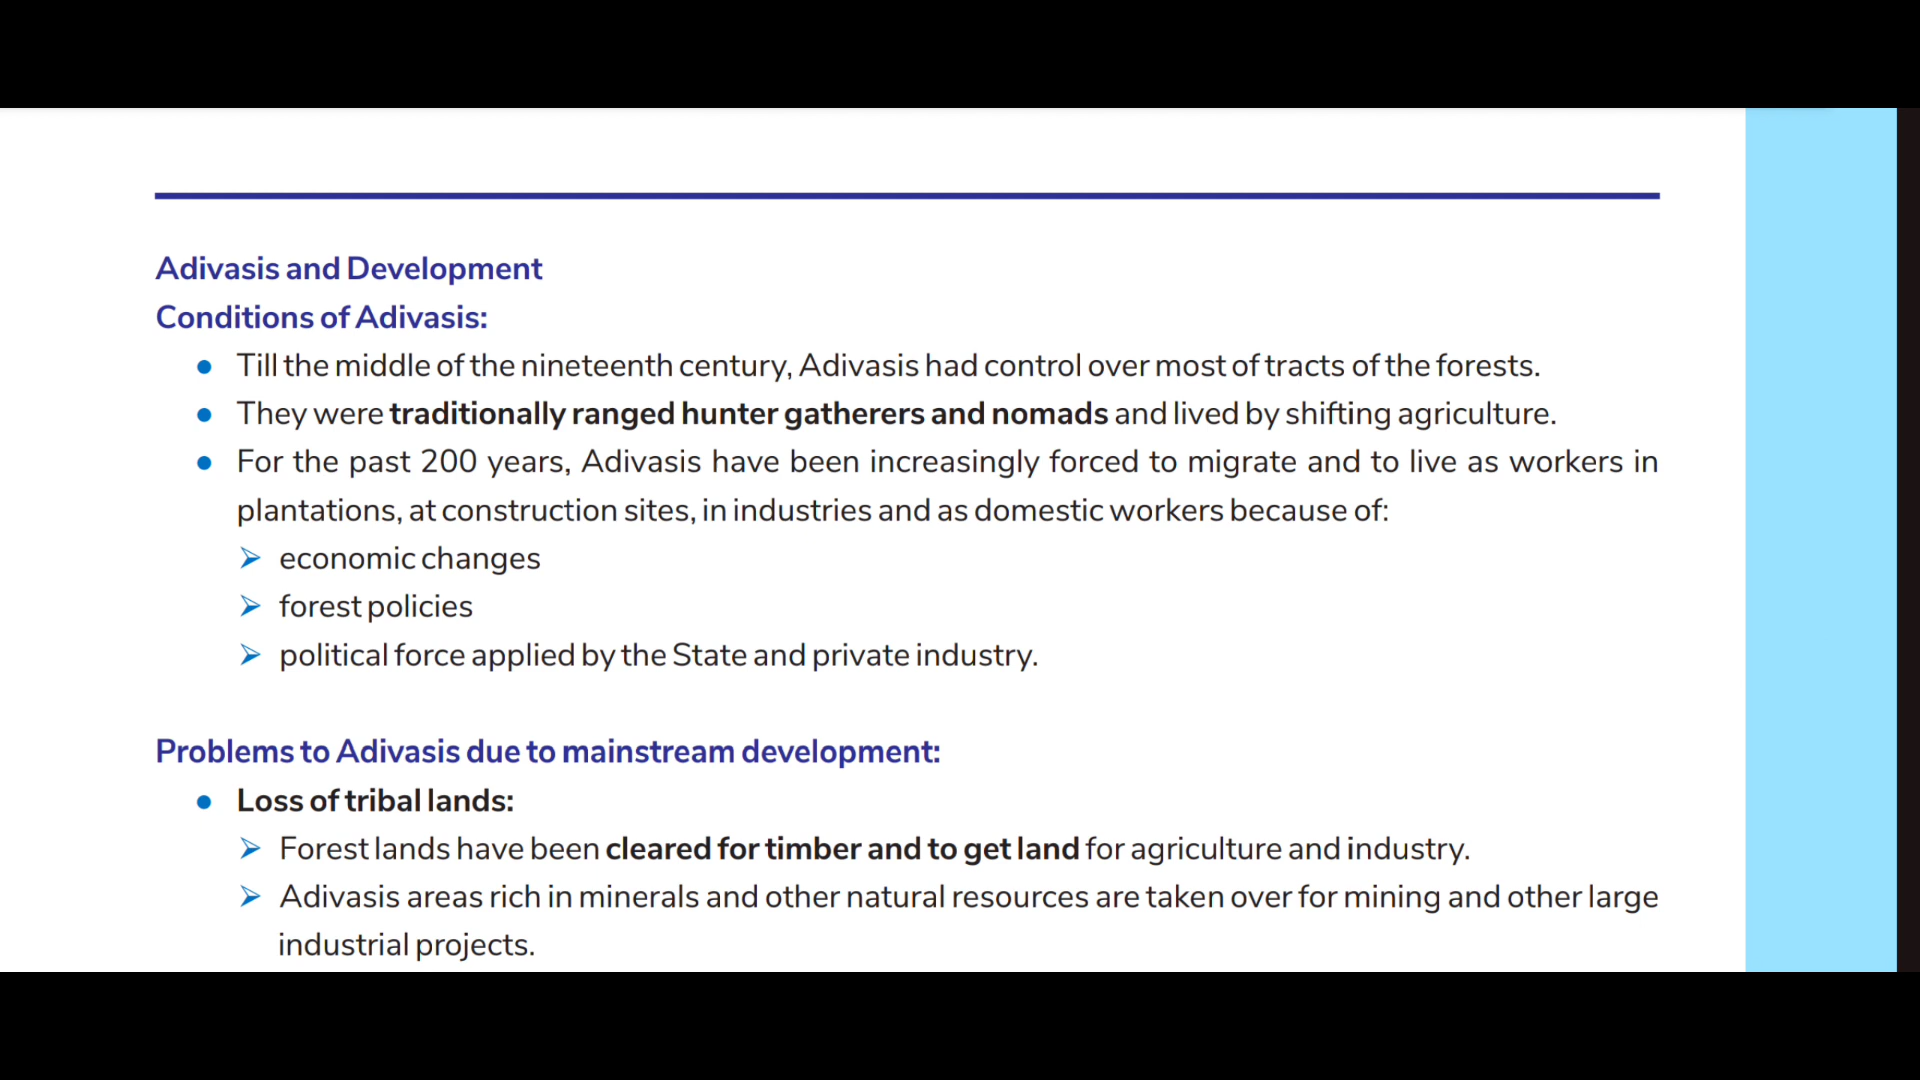 Adivasis and Development
Conditions of Adivasis:
● Till the middle of the nineteenth century, Adivasis had control over most of tracts of the forests.
● They were traditionally ranged hunter gatherers and nomads and lived by shifting agriculture.
● For the past 200 years, Adivasis have been increasingly forced to migrate and to live as workers in
plantations, at construction sites, in industries and as domestic workers because of:
➢ economic changes
➢ forest policies
➢ political force applied by the State and private industry.
Problems to Adivasis due to mainstream development:
● Loss of tribal lands:
➢ Forest lands have been cleared for timber and to get land for agriculture and industry.
➢ Adivasis areas rich in minerals and other natural resources are taken over for mining and other large
industrial projects.